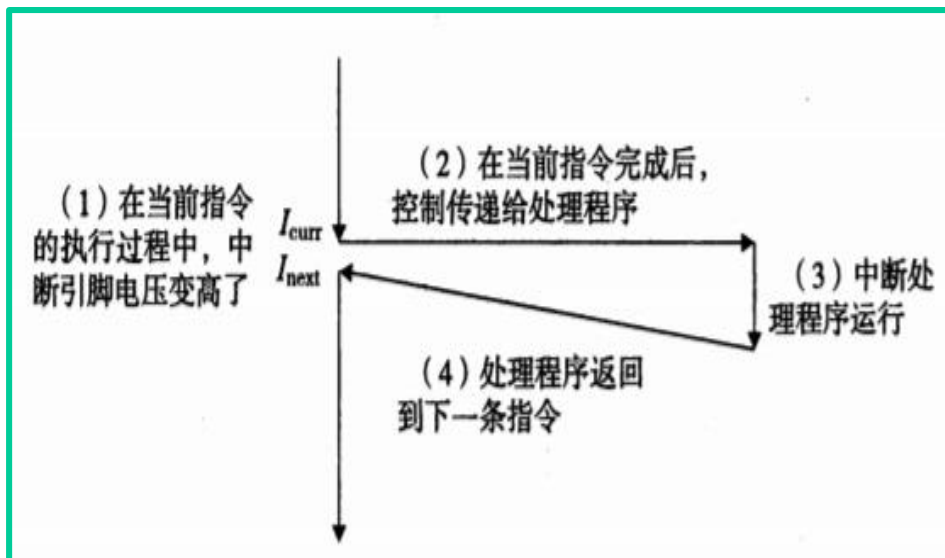 （1）在当前指令
的执行过程中，中
断引脚电压变高了
I_curr
I_next
（2）在当前指令完成后，
控制传递给处理程序
（3）中断处
理程序运行
（4）处理程序返回
到下一条指令